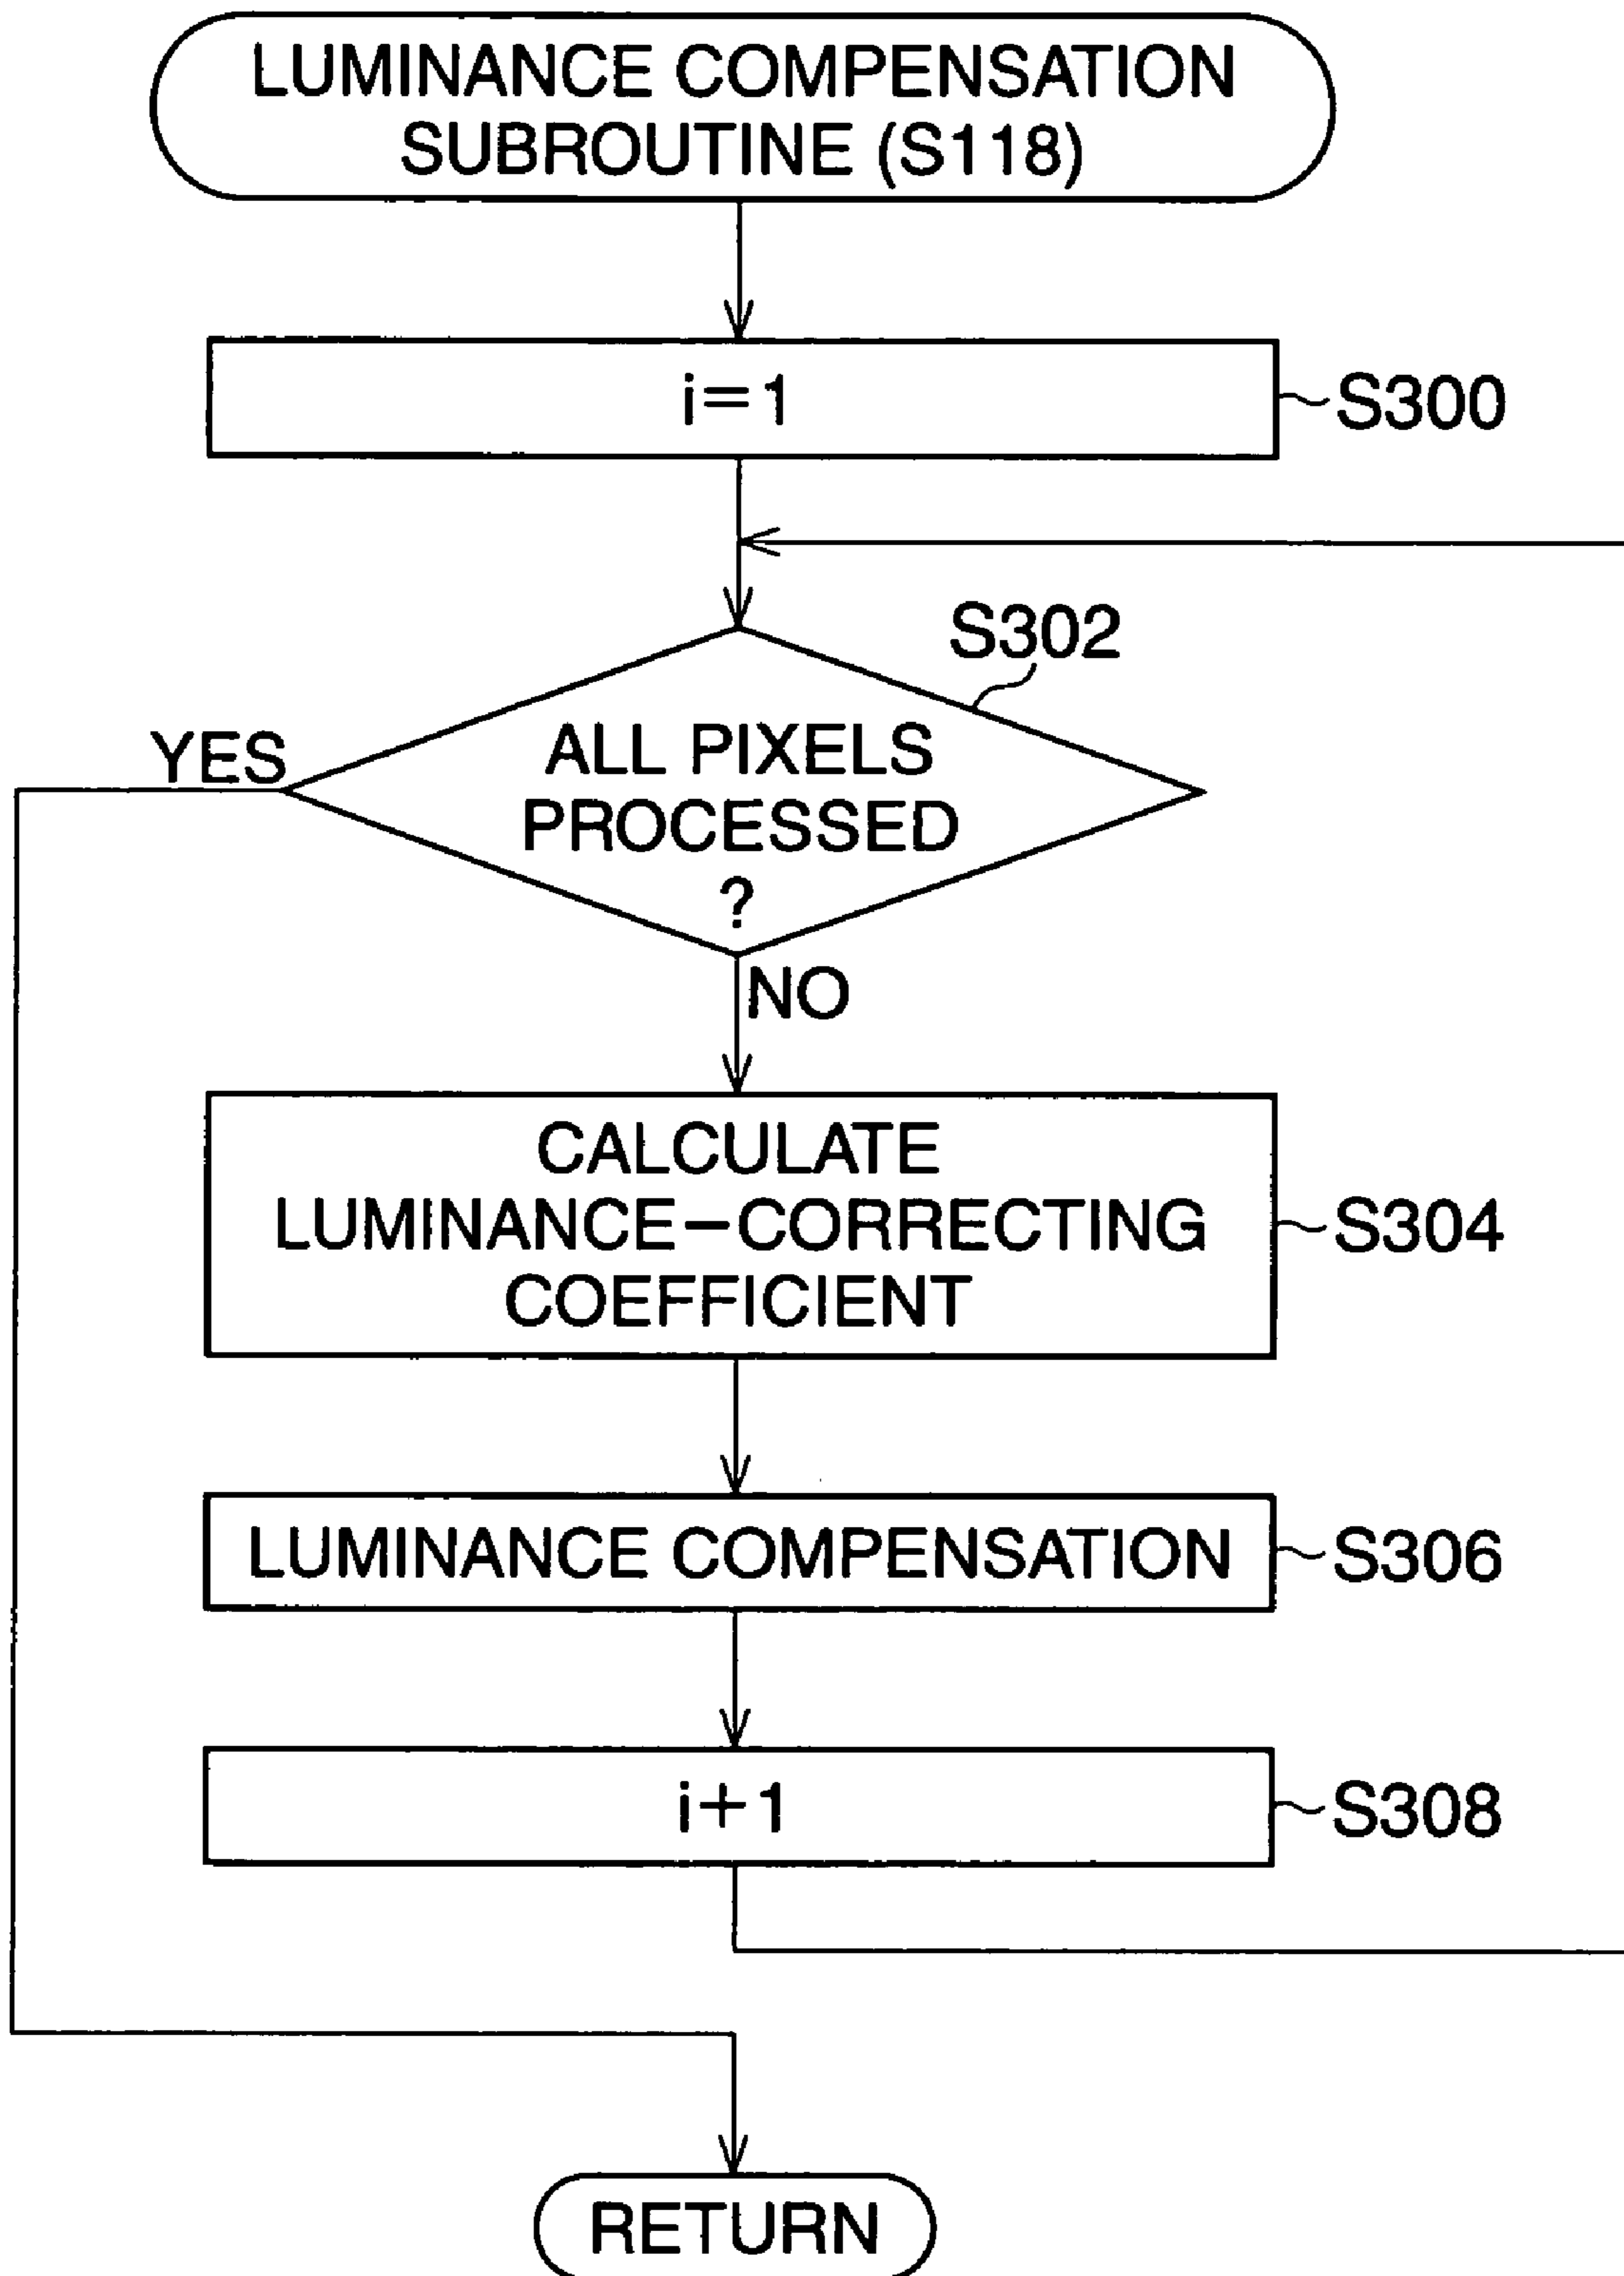 LUMINANCE COMPENSATION
SUBROUTINE (S118)
i=1
S300
S302
YES
ALL PIXELS
PROCESSED
?
NO
CALCULATE
LUMINANCE-CORRECTING
COEFFICIENT
S304
LUMINANCE COMPENSATION
S306
i+1
S308
RETURN